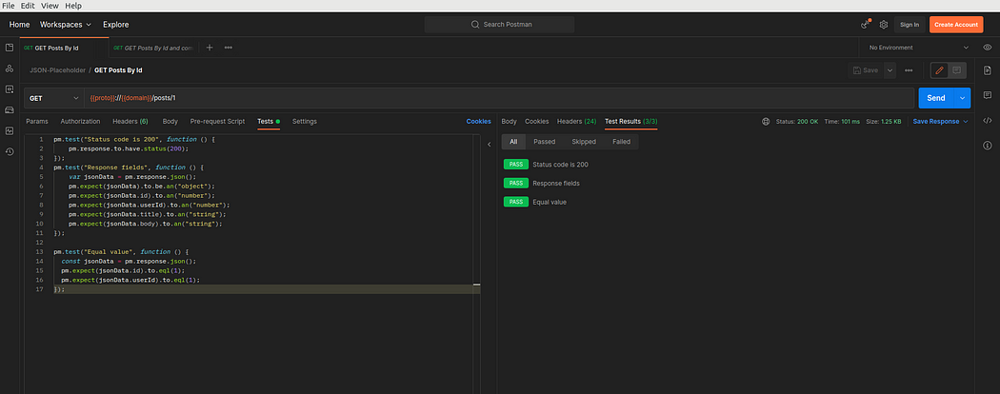 File Edit View Help
Home Workspaces Explore Search Postman Sign In Create Account
GET GET Posts By Id GET GET Posts By Id and con No Environment
JSON-Placeholder / GET Posts By Id Save
GET {{proto}}://{{domain}}/posts/1 Send
Params Authorization Headers (6) Body Pre-request Script Tests Settings Cookies
1 pm.test("Status code is 200", function () {
2 pm.response.to.have.status(200);
3 });
4 pm.test("Response fields", function () {
5 var jsonData = pm.response.json();
6 pm.expect(jsonData).to.be.an("object");
7 pm.expect(jsonData.id).to.an("number");
8 pm.expect(jsonData.userId).to.an("number");
9 pm.expect(jsonData.title).to.an("string");
10 pm.expect(jsonData.body).to.an("string");
11 });
12
13 pm.test("Equal value", function () {
14 const jsonData = pm.response.json();
15 pm.expect(jsonData.id).to.eql(1);
16 pm.expect(jsonData.userId).to.eql(1);
17 });
Body Cookies Headers (24) Test Results (3/3) Status: 200 OK Time: 101 ms Size: 1.25 KB Save Response
All Passed Skipped Failed
PASS Status code is 200
PASS Response fields
PASS Equal value